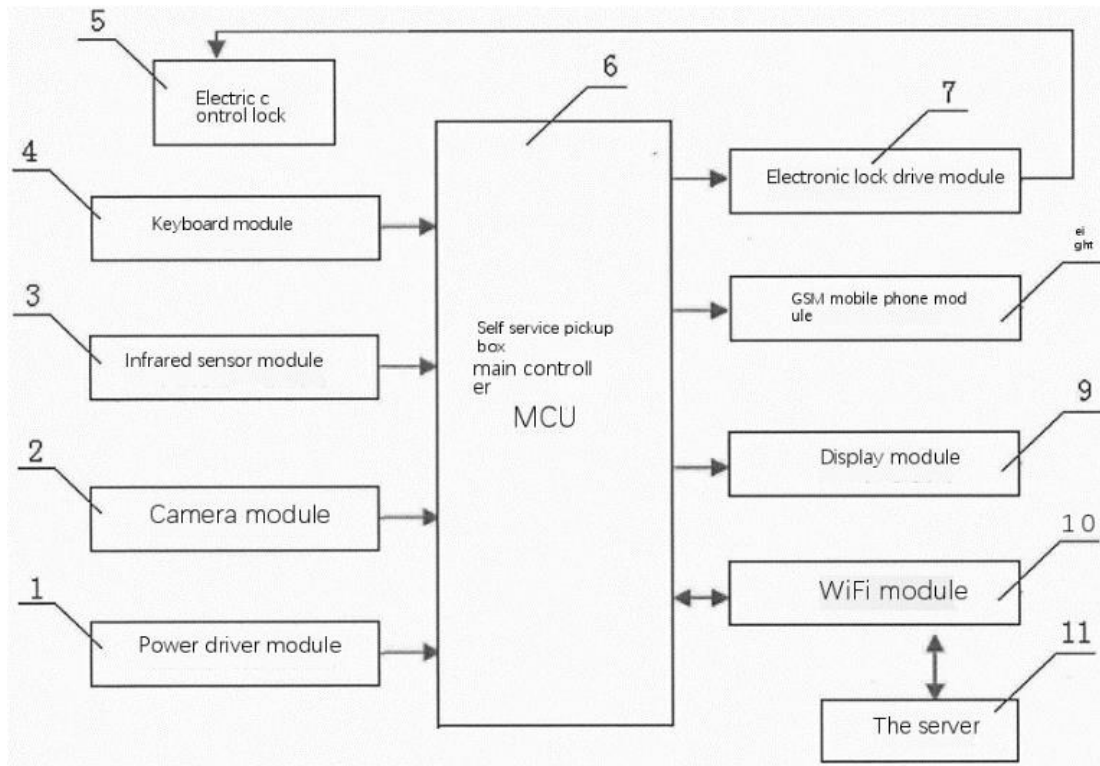 5
Electric c
ontrol lock
6
7
Electronic lock drive module
4
Keyboard module
ei
ght
GSM mobile phone mod
ule
3
Infrared sensor module
Self service pickup
box
main controll
er
MCU
9
Display module
2
Camera module
10
WiFi module
1
Power driver module
11
The server